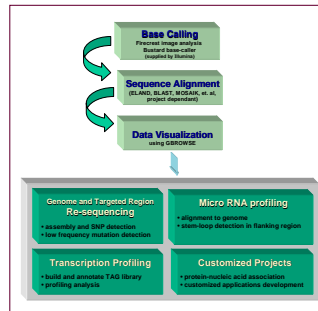 Base Calling
Firecrest image analysis
Bustard base-caller
(supplied by Illumina)
Sequence Alignment
(ELAND, BLAST, MOSAIK, et. al,
project dependant)
Data Visualization
using GBROWSE
Genome and Targeted Region
Re-sequencing
• assembly and SNP detection
• low frequency mutation detection
Micro RNA profiling
• alignment to genome
• stem-loop detection in flanking region
Transcription Profiling
• build and annotate TAG library
• profiling analysis
Customized Projects
• protein-nucleic acid association
• customized applications development